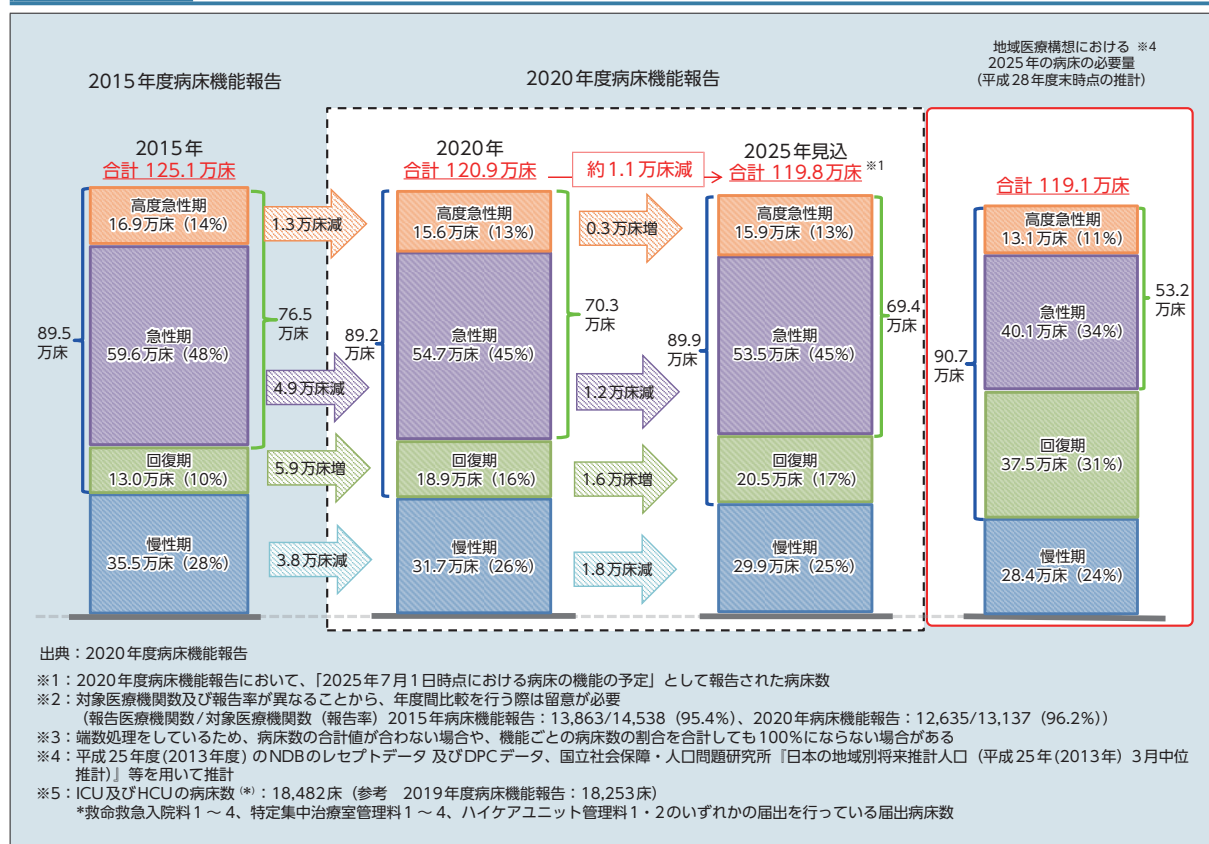 地域医療構想における ※4
2025年の病床の必要量
(平成28年度末時点の推計)
2015年度病床機能報告
2020年度病床機能報告
2015年
合計 125.1万床
2020年
合計 120.9万床
約1.1万床減
2025年見込
合計 119.8万床 ※1
合計 119.1万床
高度急性期
16.9万床（14%）
1.3万床減
高度急性期
15.6万床（13%）
0.3万床増
高度急性期
15.9万床（13%）
高度急性期
13.1万床（11%）
89.5
万床
急性期
59.6万床（48%）
76.5
万床
4.9万床減
89.2
万床
急性期
54.7万床（45%）
70.3
万床
1.2万床減
89.9
万床
急性期
53.5万床（45%）
69.4
万床
90.7
万床
急性期
40.1万床（34%）
53.2
万床
回復期
13.0万床（10%）
5.9万床増
回復期
18.9万床（16%）
1.6万床増
回復期
20.5万床（17%）
回復期
37.5万床（31%）
慢性期
35.5万床（28%）
3.8万床減
慢性期
31.7万床（26%）
1.8万床減
慢性期
29.9万床（25%）
慢性期
28.4万床（24%）
出典：2020年度病床機能報告
※1：2020年度病床機能報告において、「2025年7月1日時点における病床の機能の予定」として報告された病床数
※2：対象医療機関数及び報告率が異なることから、年度間比較を行う際は留意が必要
（報告医療機関数/対象医療機関数（報告率）2015年病床機能報告：13,863/14,538（95.4%）、2020年病床機能報告：12,635/13,137（96.2%））
※3：端数処理をしているため、病床数の合計値が合わない場合や、機能ごとの病床数の割合を合計しても100%にならない場合がある
※4：平成25年度(2013年度) のNDBのレセプトデータ 及びDPCデータ、国立社会保障・人口問題研究所『日本の地域別将来推計人口（平成25年(2013年）3月中位
推計）』等を用いて推計
※5：ICU及びHCUの病床数(*)：18,482床（参考 2019年度病床機能報告：18,253床）
*救命救急入院料1～4、特定集中治療室管理料1～4、ハイケアユニット管理料1・2のいずれかの届出を行っている届出病床数